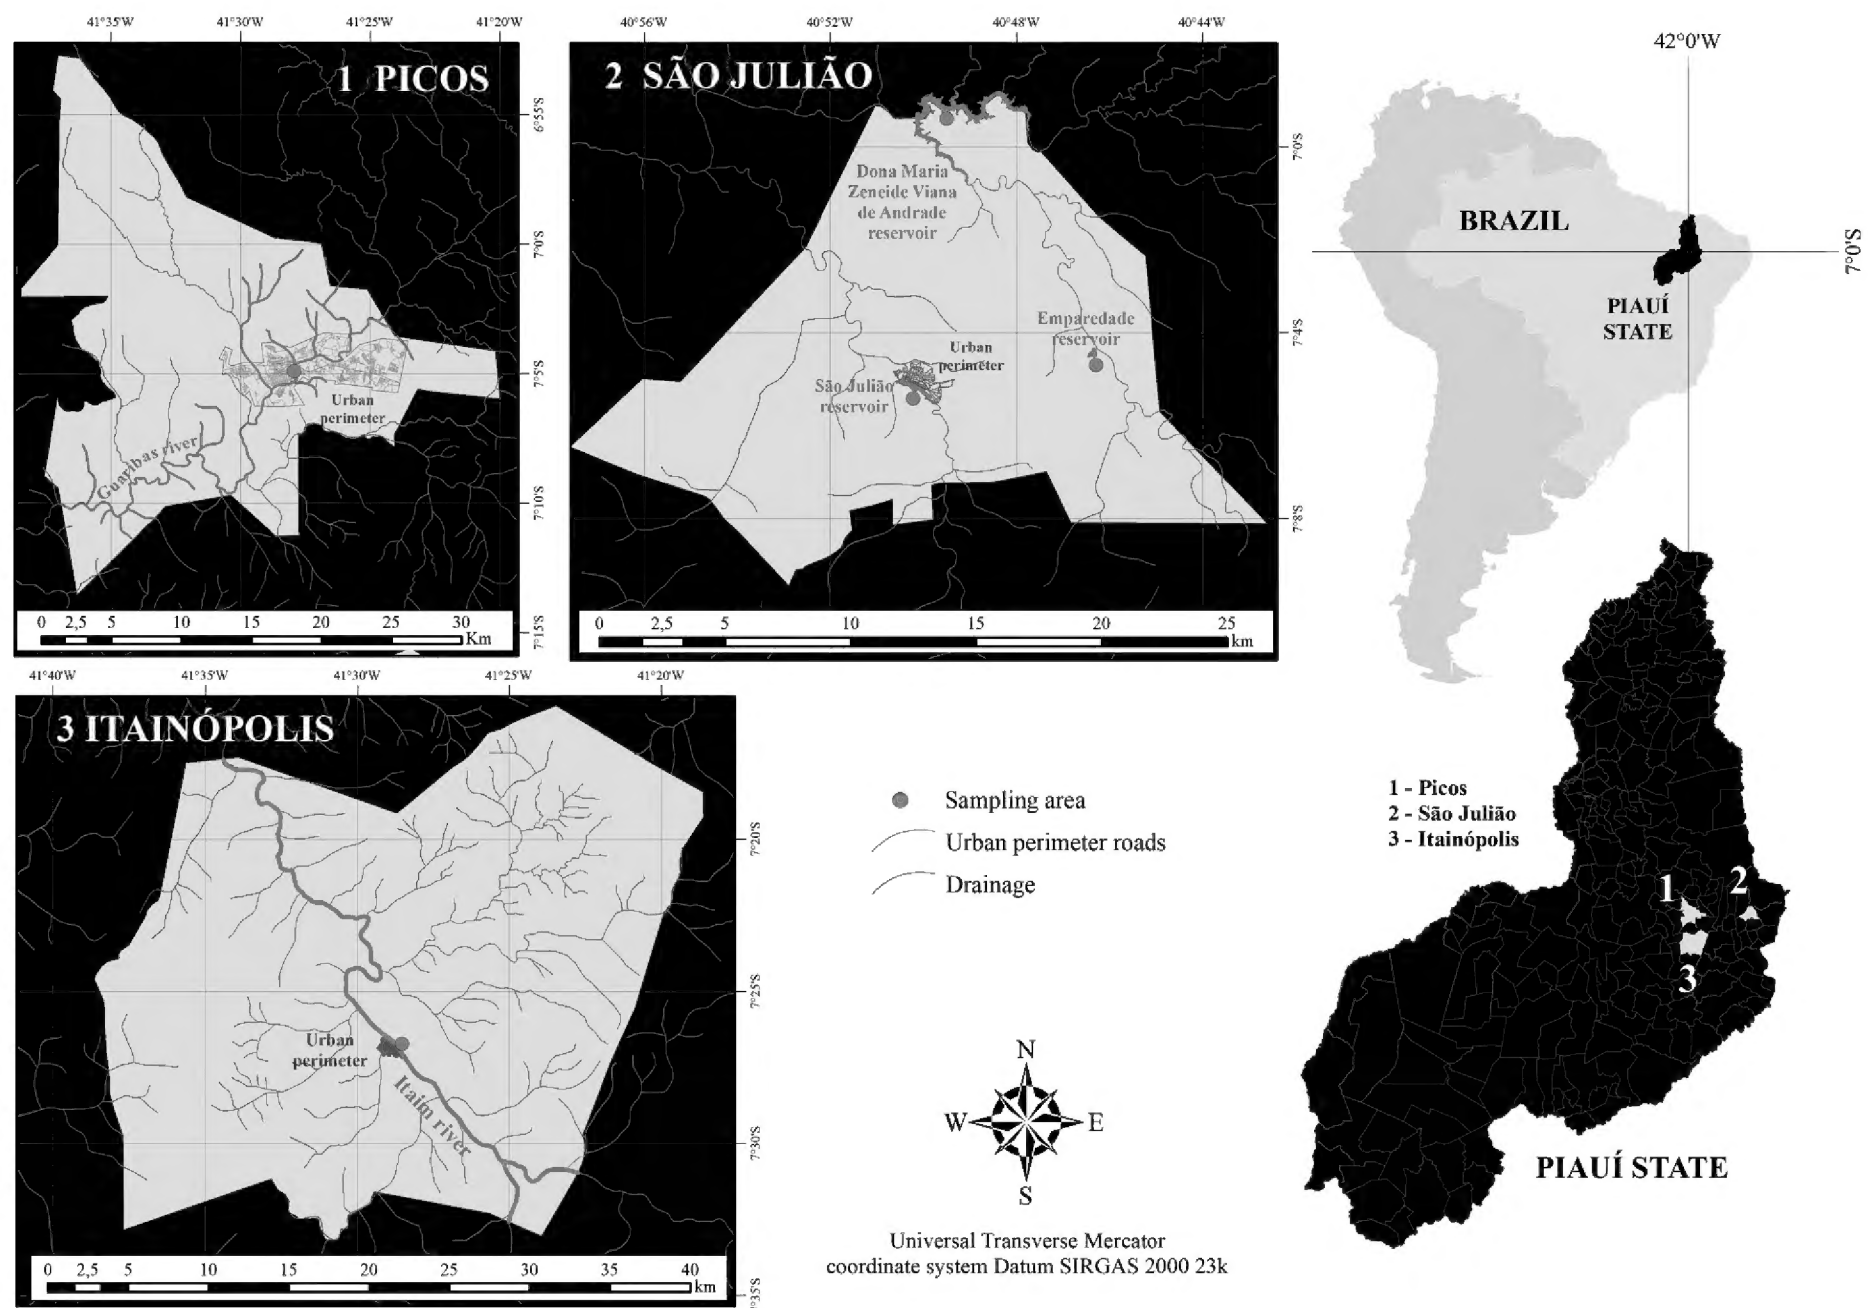 41°35'W 41°30'W 41°25'W 41°20'W
1 PICOS
6°55'S
7°0'S
7°5'S
7°10'S
7°15'S
Urban
perimeter
Guaribas river
0 2,5 5 10 15 20 25 30
Km
40°56'W 40°52'W 40°48'W 40°44'W
2 SÃO JULIÃO
7°0'S
7°4'S
7°8'S
Dona Maria
Zeneide Viana
de Andrade
reservoir
Emparedade
reservoir
Urban
perimeter
São Julião
reservoir
0 2,5 5 10 15 20 25
km
42°0'W
7°0'S
BRAZIL
PIAUÍ
STATE
41°40'W 41°35'W 41°30'W 41°25'W 41°20'W
3 ITAINÓPOLIS
7°20'S
7°25'S
7°30'S
7°35'S
Urban
perimeter
Itaim river
0 2,5 5 10 15 20 25 30 35 40
km
Sampling area
Urban perimeter roads
Drainage
N
W E
S
Universal Transverse Mercator
coordinate system Datum SIRGAS 2000 23k
1 - Picos
2 - São Julião
3 - Itainópolis
1
2
3
PIAUÍ STATE